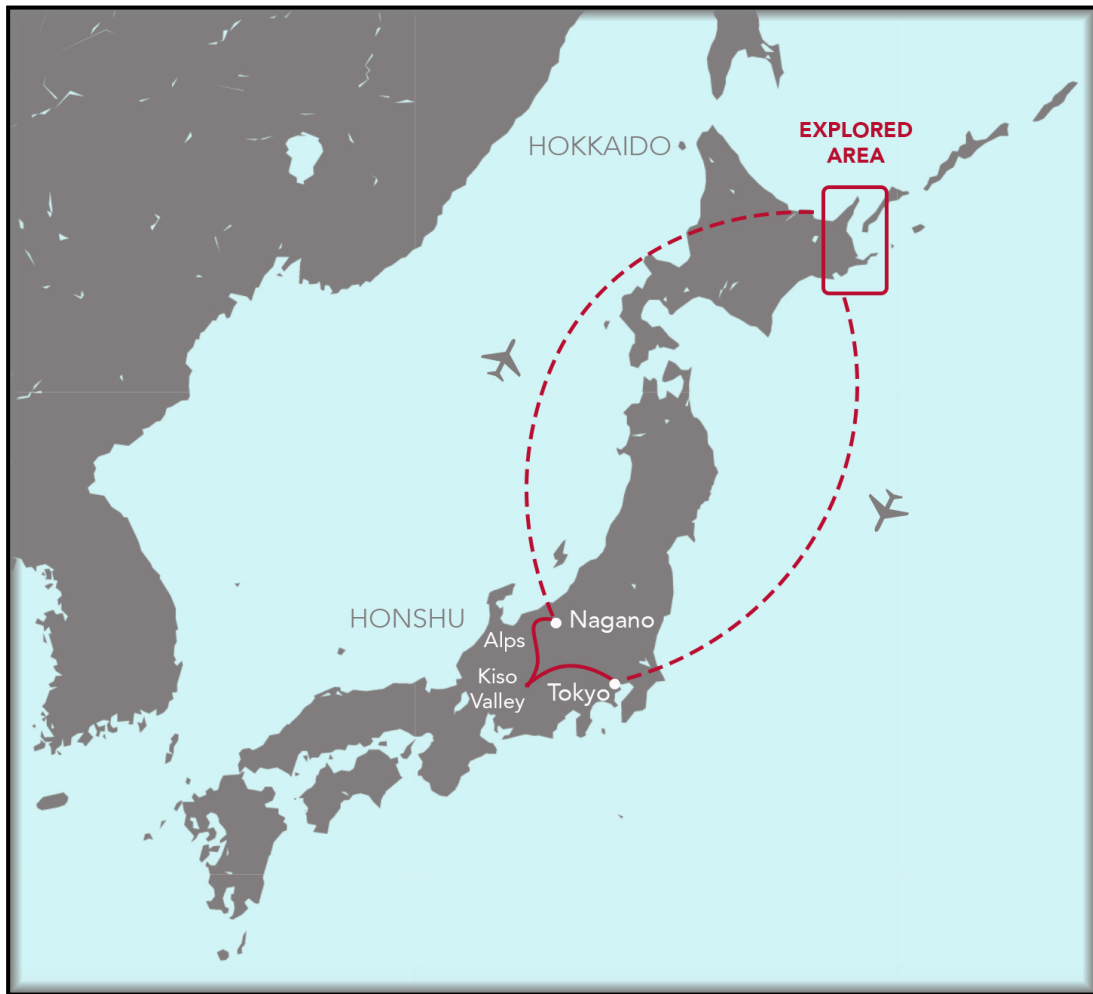 HOKKAIDO
EXPLORED
AREA
HONSHU
Nagano
Alps
Kiso
Valley
Tokyo